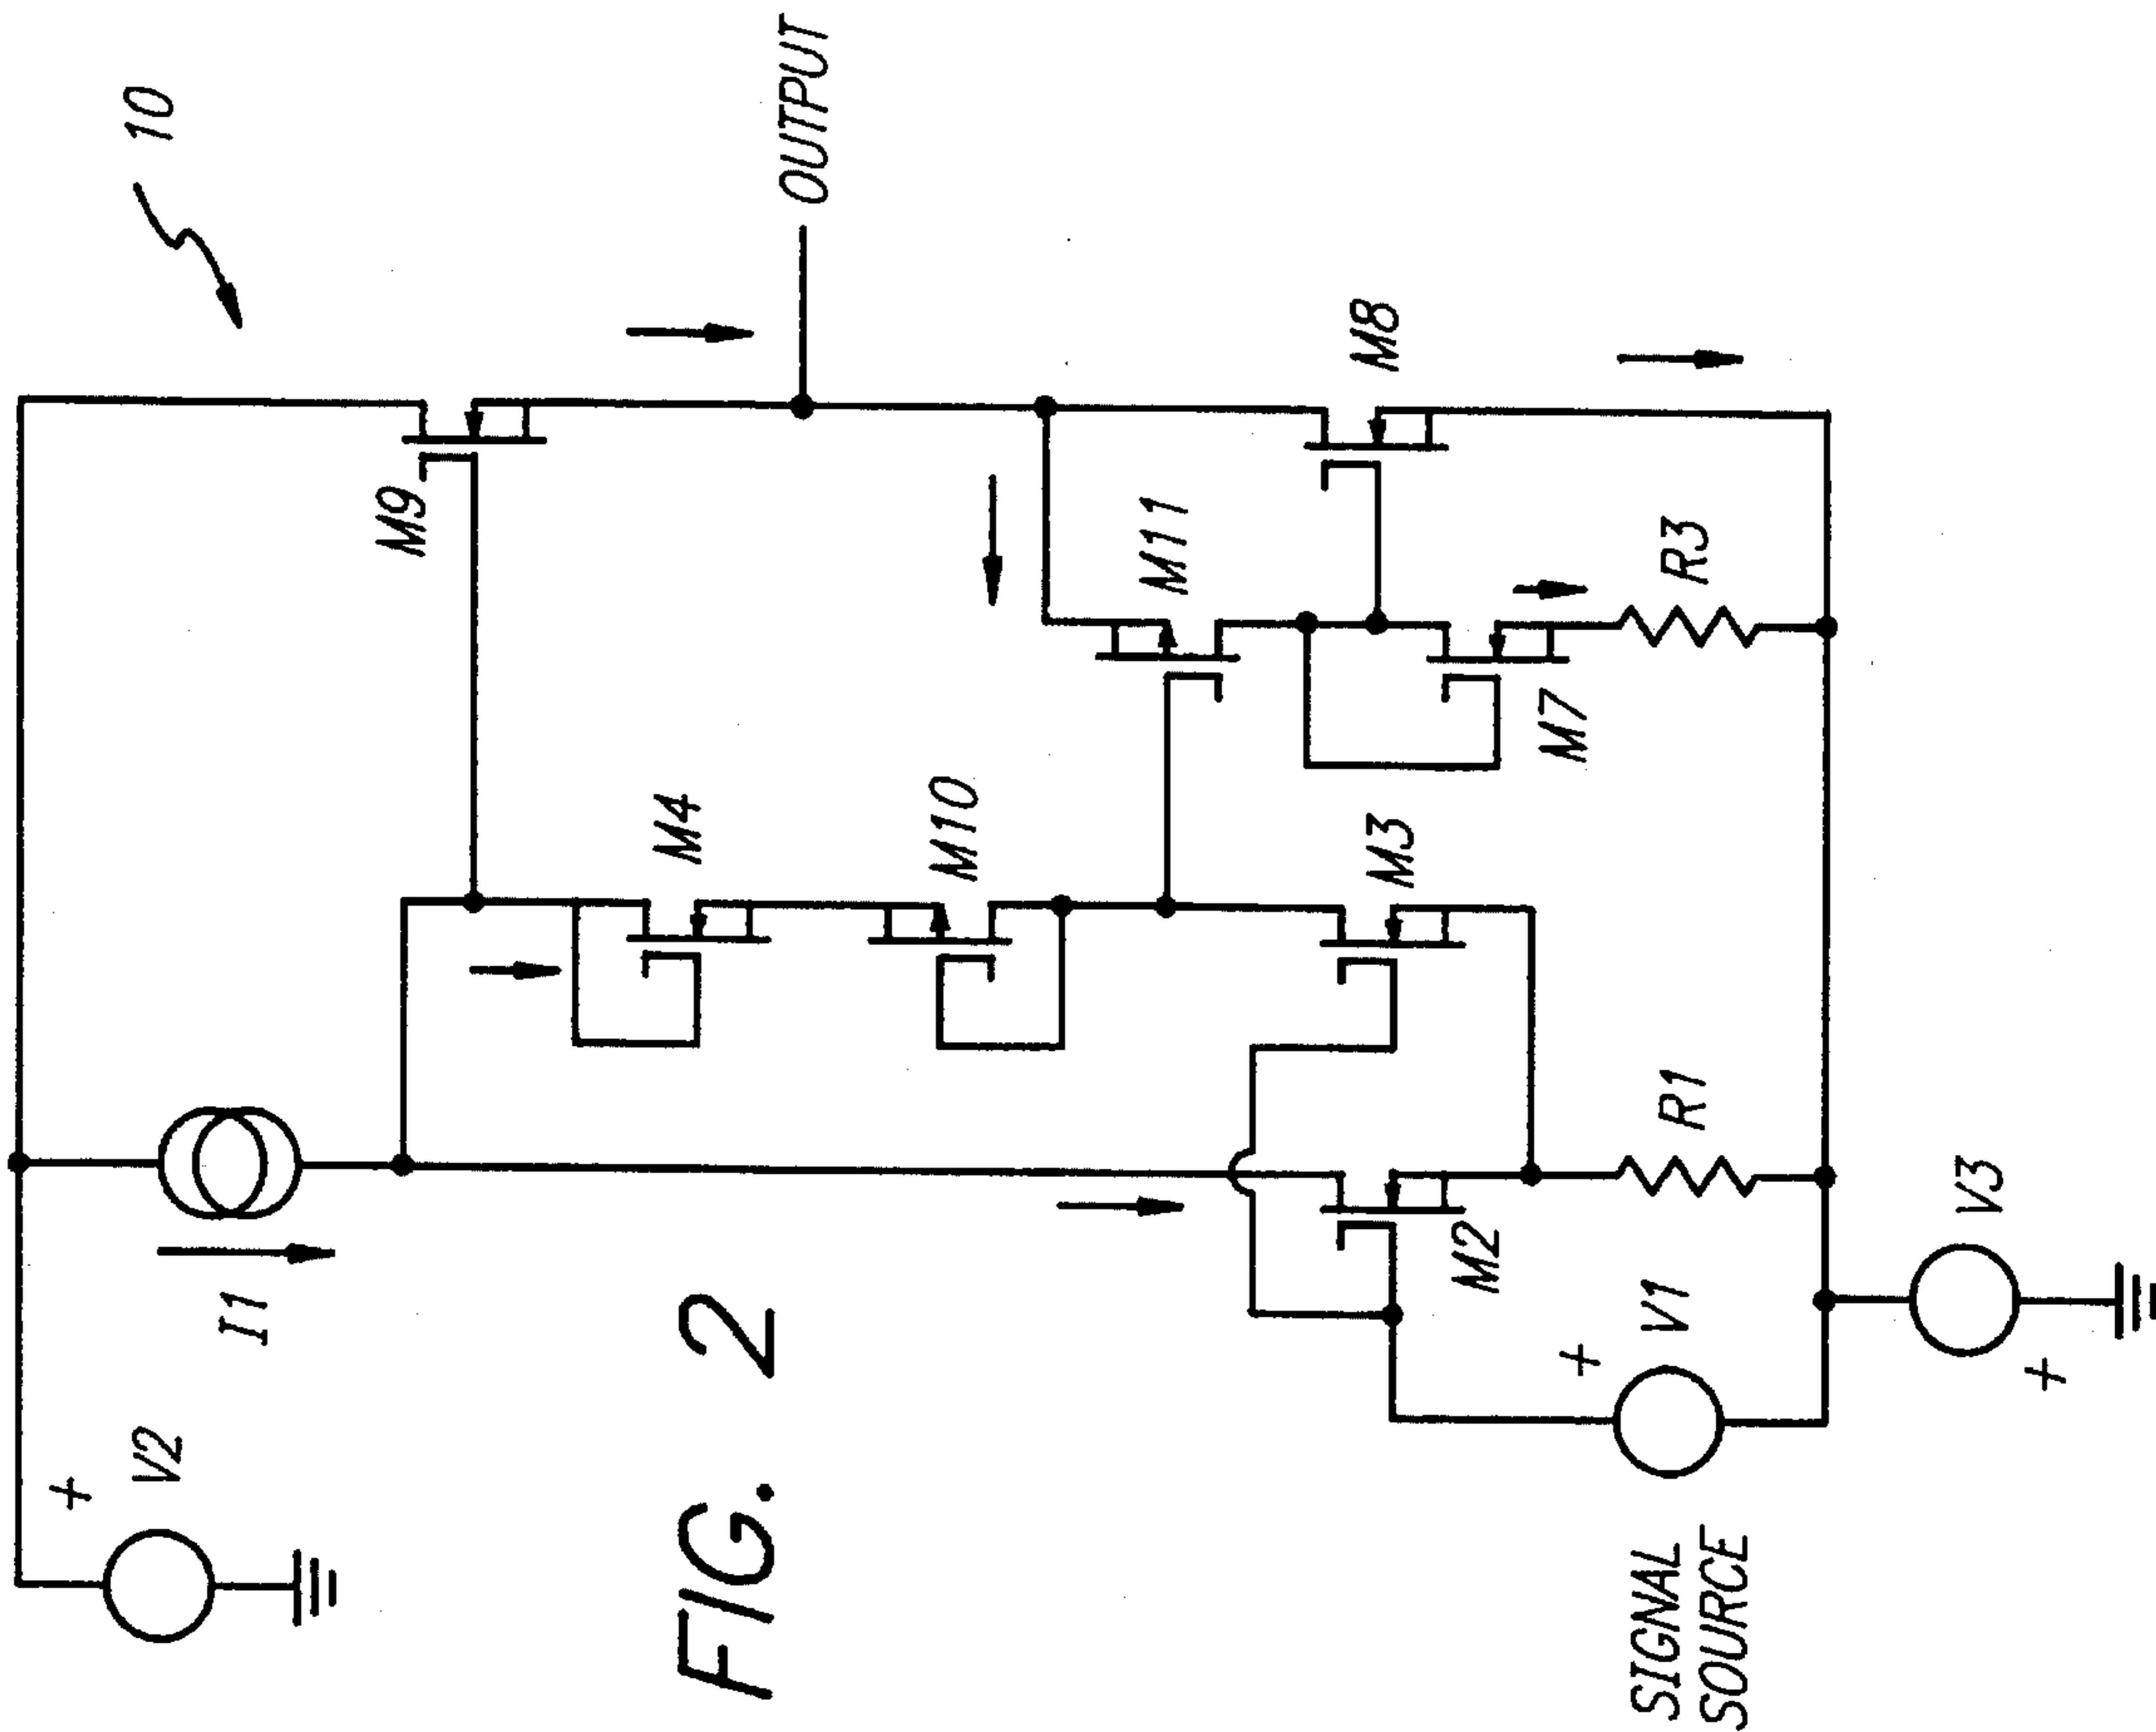 10
OUTPUT
M9
M8
M11
R3
M7
M4
M10
M3
R1
I1
M2
V3
V1
+
+
V2
+
FIG. 2
SIGNAL
SOURCE